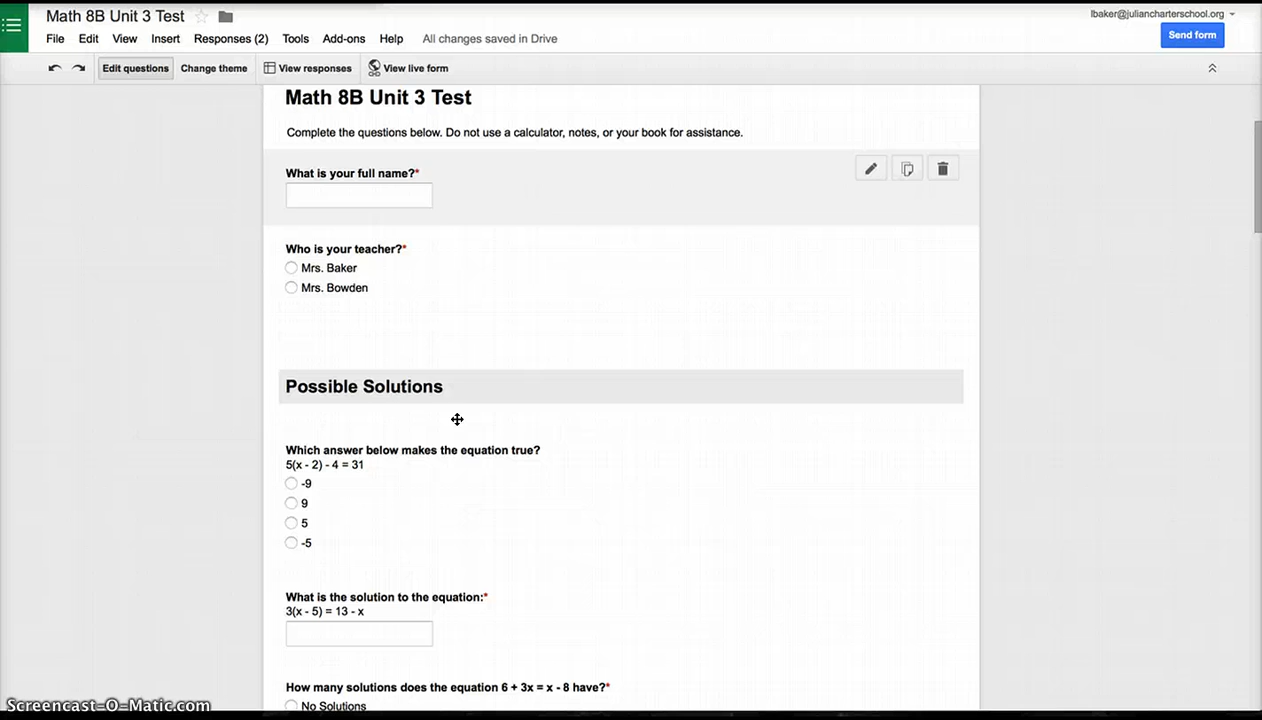 Math 8B Unit 3 Test
lbaker@juliancharterschool.org
File Edit View Insert Responses (2) Tools Add-ons Help All changes saved in Drive
Send form
Edit questions Change theme View responses View live form
Math 8B Unit 3 Test
Complete the questions below. Do not use a calculator, notes, or your book for assistance.
What is your full name?*
Who is your teacher?*
Mrs. Baker
Mrs. Bowden
Possible Solutions
Which answer below makes the equation true?
5(x - 2) - 4 = 31
-9
9
5
-5
What is the solution to the equation:*
3(x - 5) = 13 - x
How many solutions does the equation 6 + 3x = x - 8 have?*
No Solutions
Screencast-O-Matic.com